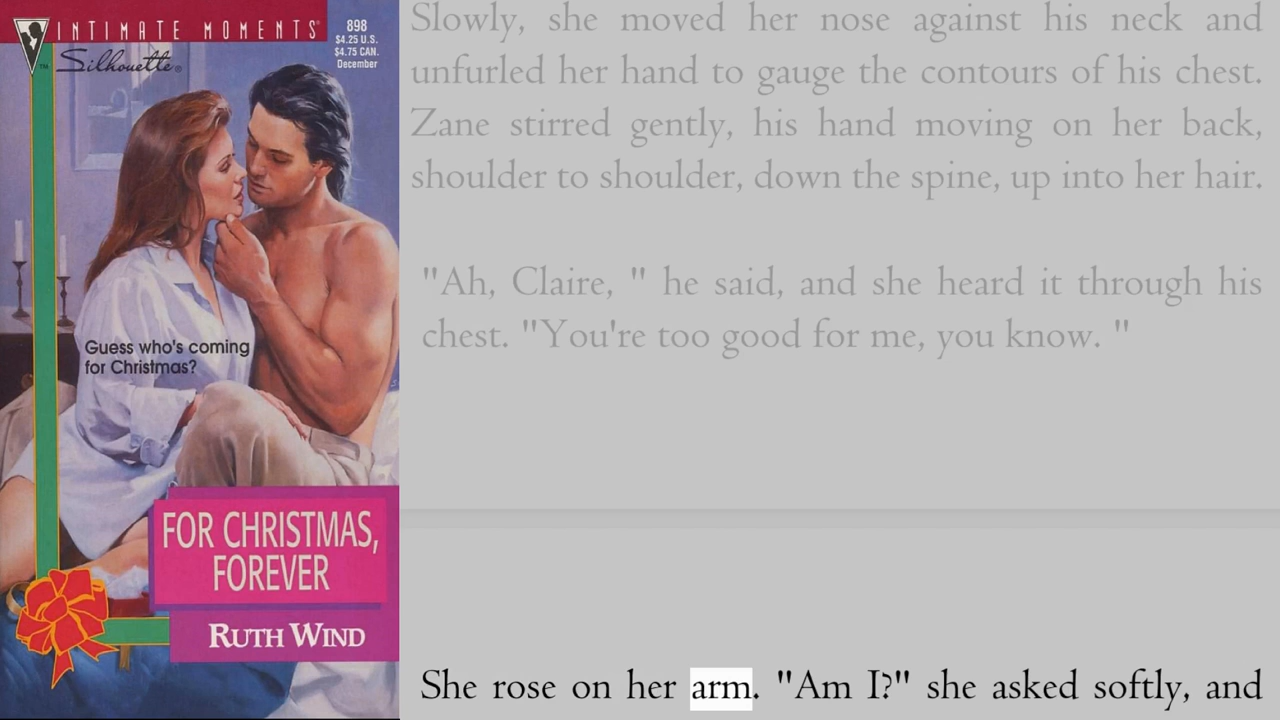 INTIMATE MOMENTS®
Silhouette®
TM
898
$4.25 U.S.
$4.75 CAN.
December
Guess who's coming
for Christmas?
FOR CHRISTMAS,
FOREVER
RUTH WIND
Slowly, she moved her nose against his neck and
unfurled her hand to gauge the contours of his chest.
Zane stirred gently, his hand moving on her back,
shoulder to shoulder, down the spine, up into her hair.
"Ah, Claire, " he said, and she heard it through his
chest. "You're too good for me, you know. "
She rose on her arm. "Am I?" she asked softly, and